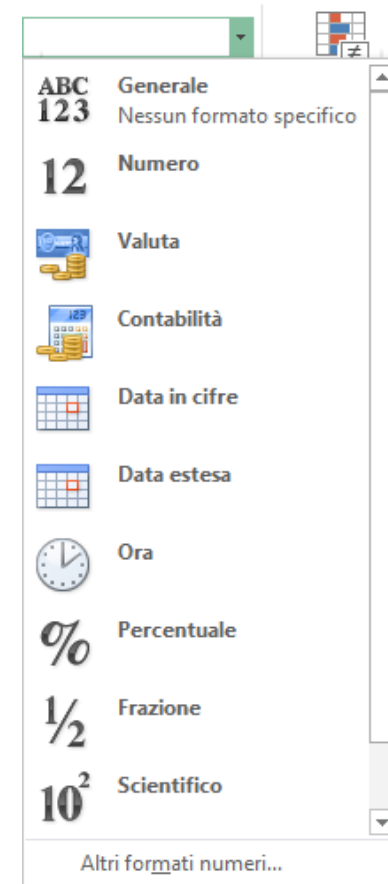 ABC
123
Generale
Nessun formato specifico
12
Numero
Valuta
123
Contabilità
Data in cifre
Data estesa
Ora
%
Percentuale
1/2
Frazione
10²
Scientifico
Altri formati numeri...